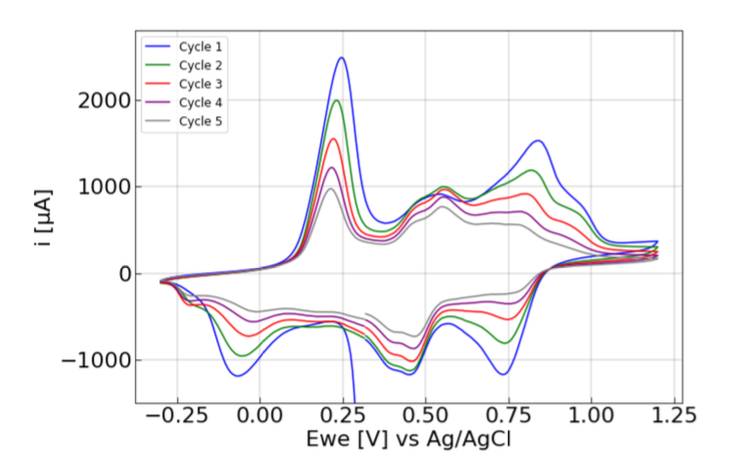 Cycle 1
Cycle 2
Cycle 3
Cycle 4
Cycle 5
2000
1000
0
−1000
i [μA]
−0.25 0.00 0.25 0.50 0.75 1.00 1.25
Ewe [V] vs Ag/AgCl